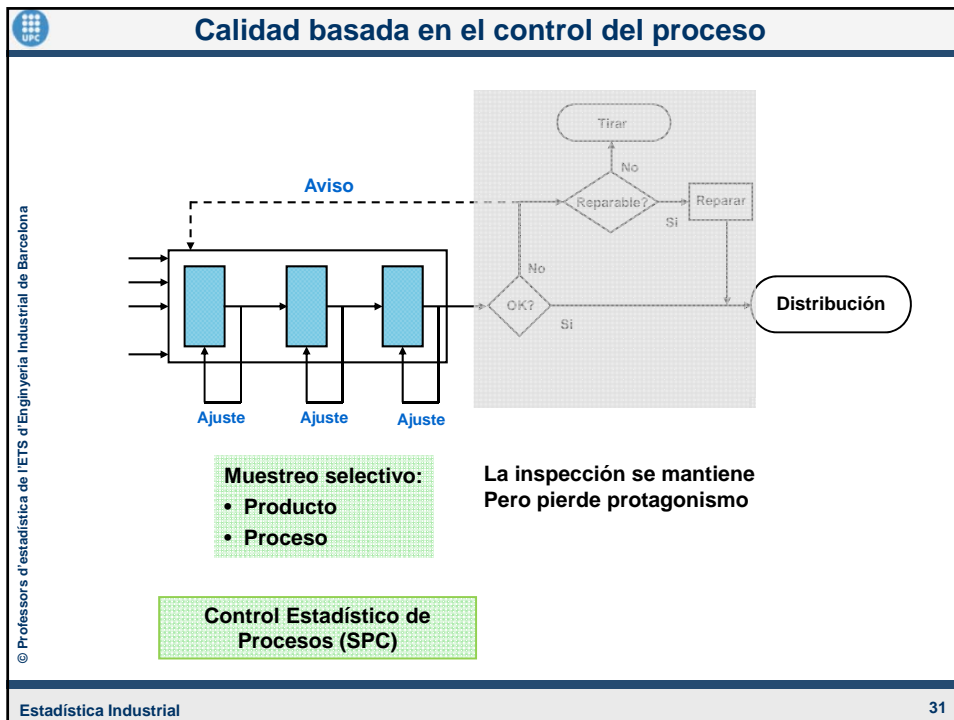 UPC
Calidad basada en el control del proceso
© Professors d'estadística de l'ETS d'Enginyeria Industrial de Barcelona
Tirar
No
Aviso
Reparable?
Reparar
Si
No
OK?
Si
Distribución
Ajuste
Ajuste
Ajuste
Muestreo selectivo:
• Producto
• Proceso
La inspección se mantiene
Pero pierde protagonismo
Control Estadístico de
Procesos (SPC)
Estadística Industrial
31